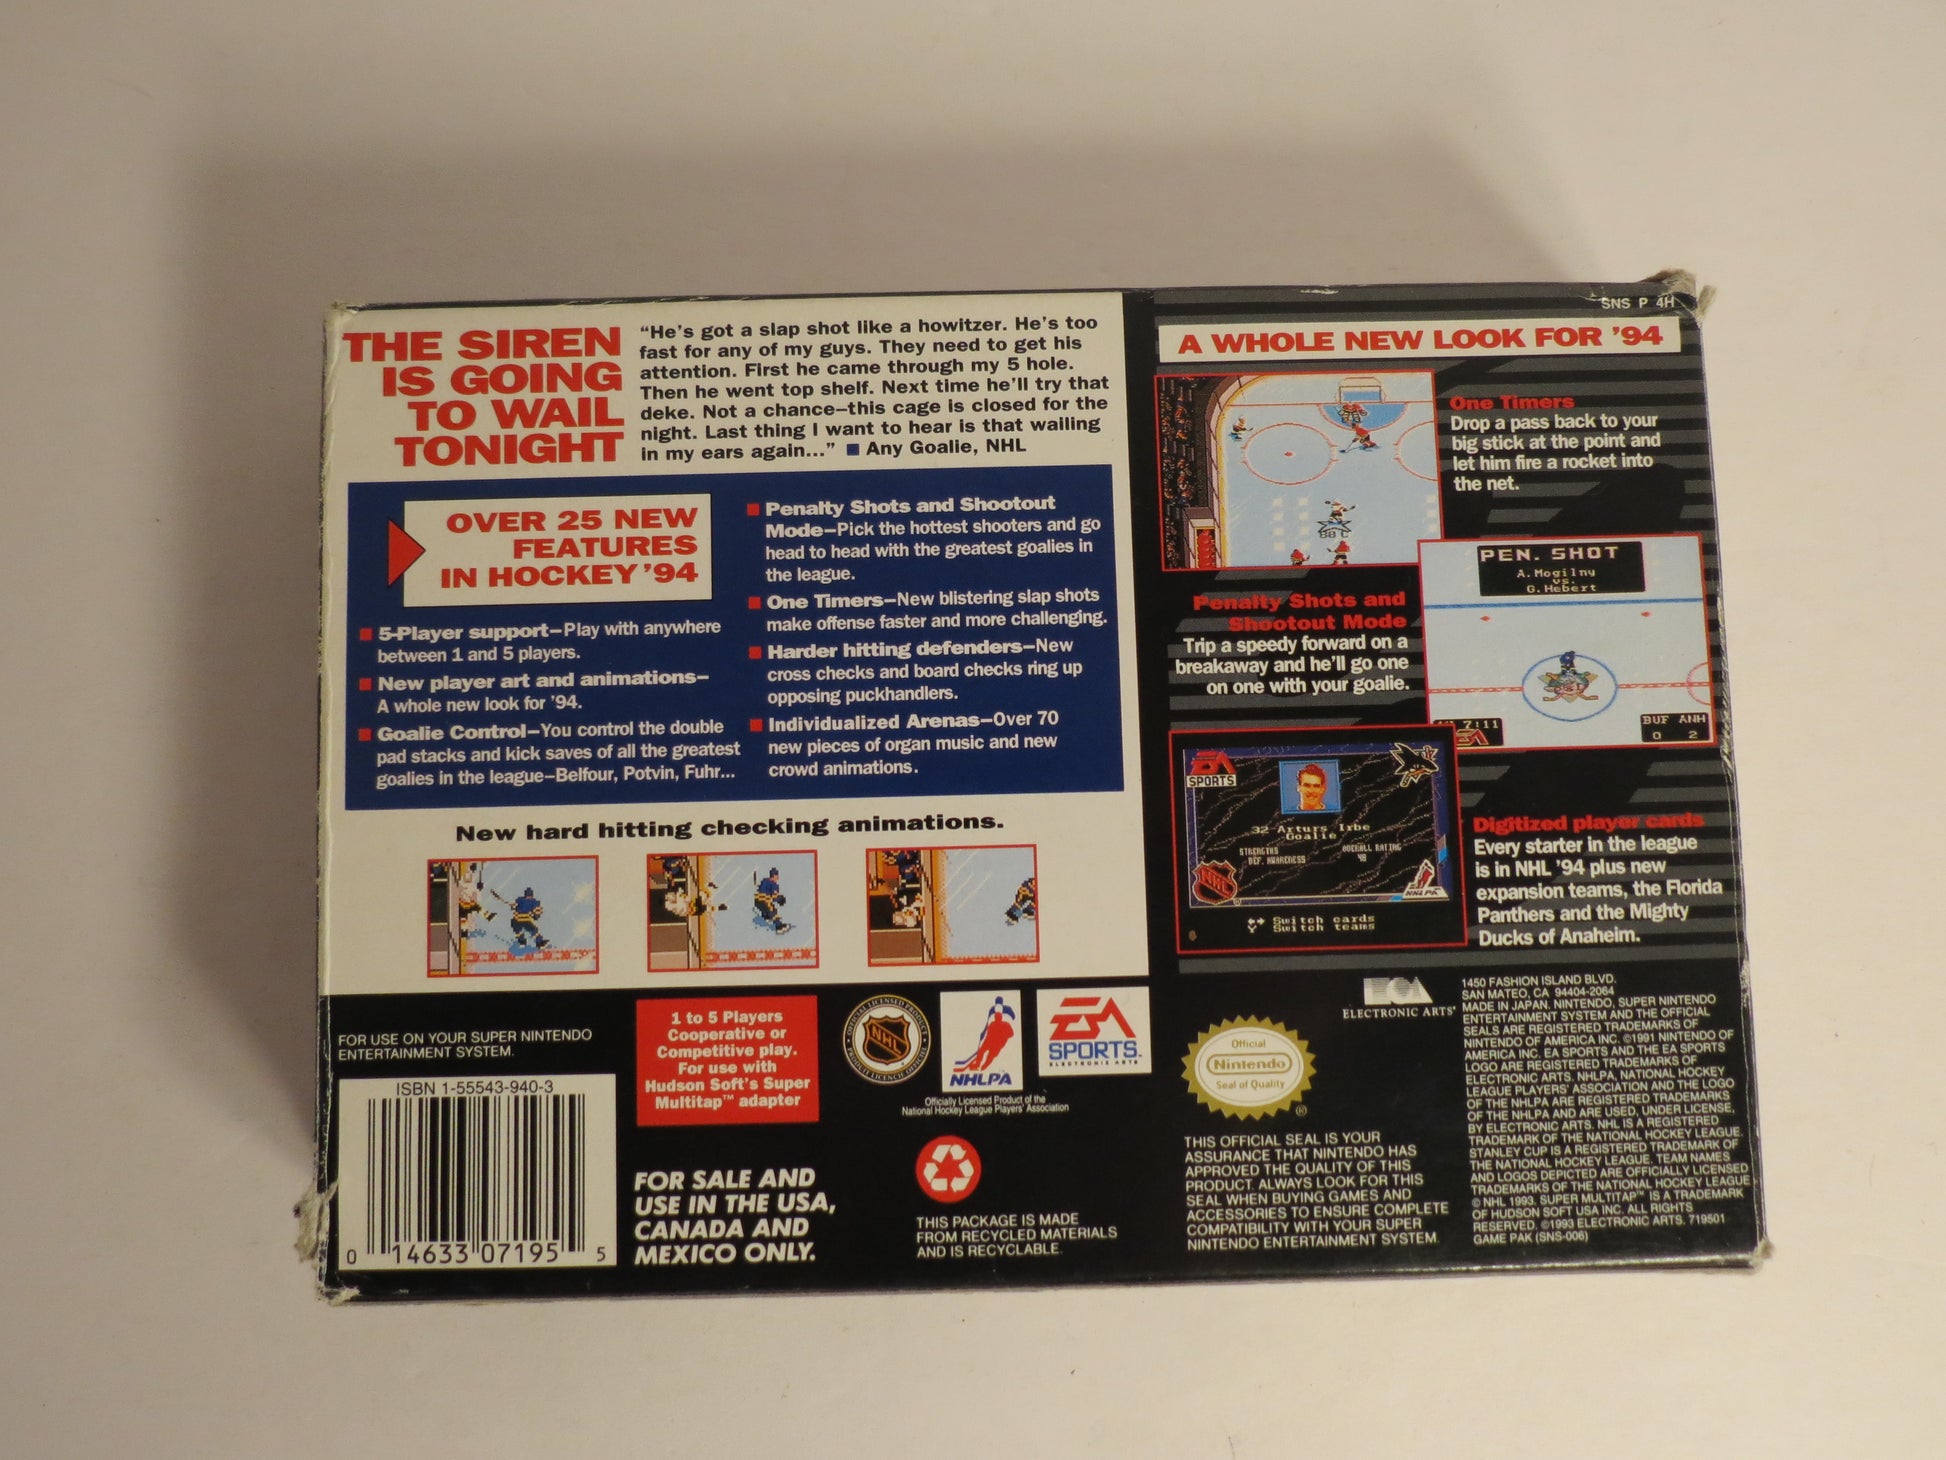 THE SIREN
IS GOING
TO WAIL
TONIGHT
“He's got a slap shot like a howitzer. He's too
fast for any of my guys. They need to get his
attention. First he came through my 5 hole.
Then he went top shelf. Next time he'll try that
deke. Not a chance—this cage is closed for the
night. Last thing I want to hear is that wailing
in my ears again...” ■ Any Goalie, NHL
OVER 25 NEW
FEATURES
IN HOCKEY '94
■ 5-Player support—Play with anywhere
between 1 and 5 players.
■ New player art and animations—
A whole new look for '94.
■ Goalie Control—You control the double
pad stacks and kick saves of all the greatest
goalies in the league—Belfour, Potvin, Fuhr...
■ Penalty Shots and Shootout
Mode—Pick the hottest shooters and go
head to head with the greatest goalies in
the league.
■ One Timers—New blistering slap shots
make offense faster and more challenging.
■ Harder hitting defenders—New
cross checks and board checks ring up
opposing puckhandlers.
■ Individualized Arenas—Over 70
new pieces of organ music and new
crowd animations.
New hard hitting checking animations.
FOR USE ON YOUR SUPER NINTENDO
ENTERTAINMENT SYSTEM.
ISBN 1-55543-940-3
0 14633 07195 5
1 to 5 Players
Cooperative or
Competitive play.
For use with
Hudson Soft's Super
Multitap™ adapter
FOR SALE AND
USE IN THE USA,
CANADA AND
MEXICO ONLY.
OFFICIAL LICENSED PRODUCT
NHL
NHLPA
Officially Licensed Product of the
National Hockey League Players' Association
EA
SPORTS™
ELECTRONIC ARTS
THIS PACKAGE IS MADE
FROM RECYCLED MATERIALS
AND IS RECYCLABLE.
SNS P 4H
A WHOLE NEW LOOK FOR '94
One Timers
Drop a pass back to your
big stick at the point and
let him fire a rocket into
the net.
PEN. SHOT
A. Mogilny
vs.
G. Hebert
7:11
BUF ANH
0 2
Penalty Shots and
Shootout Mode
Trip a speedy forward on a
breakaway and he'll go one
on one with your goalie.
EA
SPORTS
32 Arturs Irbe
Goalie
STRENGTHS
DEF. AWARENESS
OVERALL RATING
NHL
NHLPA
Switch cards
Y Switch teams
Digitized player cards
Every starter in the league
is in NHL '94 plus new
expansion teams, the Florida
Panthers and the Mighty
Ducks of Anaheim.
Official
Nintendo
Seal of Quality
®
THIS OFFICIAL SEAL IS YOUR
ASSURANCE THAT NINTENDO HAS
APPROVED THE QUALITY OF THIS
PRODUCT. ALWAYS LOOK FOR THIS
SEAL WHEN BUYING GAMES AND
ACCESSORIES TO ENSURE COMPLETE
COMPATIBILITY WITH YOUR SUPER
NINTENDO ENTERTAINMENT SYSTEM.
ELECTRONIC ARTS®
1450 FASHION ISLAND BLVD.
SAN MATEO, CA 94404-2064
MADE IN JAPAN. NINTENDO, SUPER NINTENDO
ENTERTAINMENT SYSTEM AND THE OFFICIAL
SEALS ARE REGISTERED TRADEMARKS OF
NINTENDO OF AMERICA INC. ©1991 NINTENDO OF
AMERICA INC. EA SPORTS AND THE EA SPORTS
LOGO ARE REGISTERED TRADEMARKS OF
ELECTRONIC ARTS. NHLPA, NATIONAL HOCKEY
LEAGUE PLAYERS' ASSOCIATION AND THE LOGO
OF THE NHLPA ARE REGISTERED TRADEMARKS
OF THE NHLPA AND ARE USED, UNDER LICENSE,
BY ELECTRONIC ARTS. NHL IS A REGISTERED
TRADEMARK OF THE NATIONAL HOCKEY LEAGUE.
STANLEY CUP IS A REGISTERED TRADEMARK OF
THE NATIONAL HOCKEY LEAGUE. TEAM NAMES
AND LOGOS DEPICTED ARE OFFICIALLY LICENSED
TRADEMARKS OF THE NATIONAL HOCKEY LEAGUE
© NHL 1993. SUPER MULTITAP™ IS A TRADEMARK
OF HUDSON SOFT USA INC. ALL RIGHTS
RESERVED. ©1993 ELECTRONIC ARTS. 719501
GAME PAK (SNS-006)